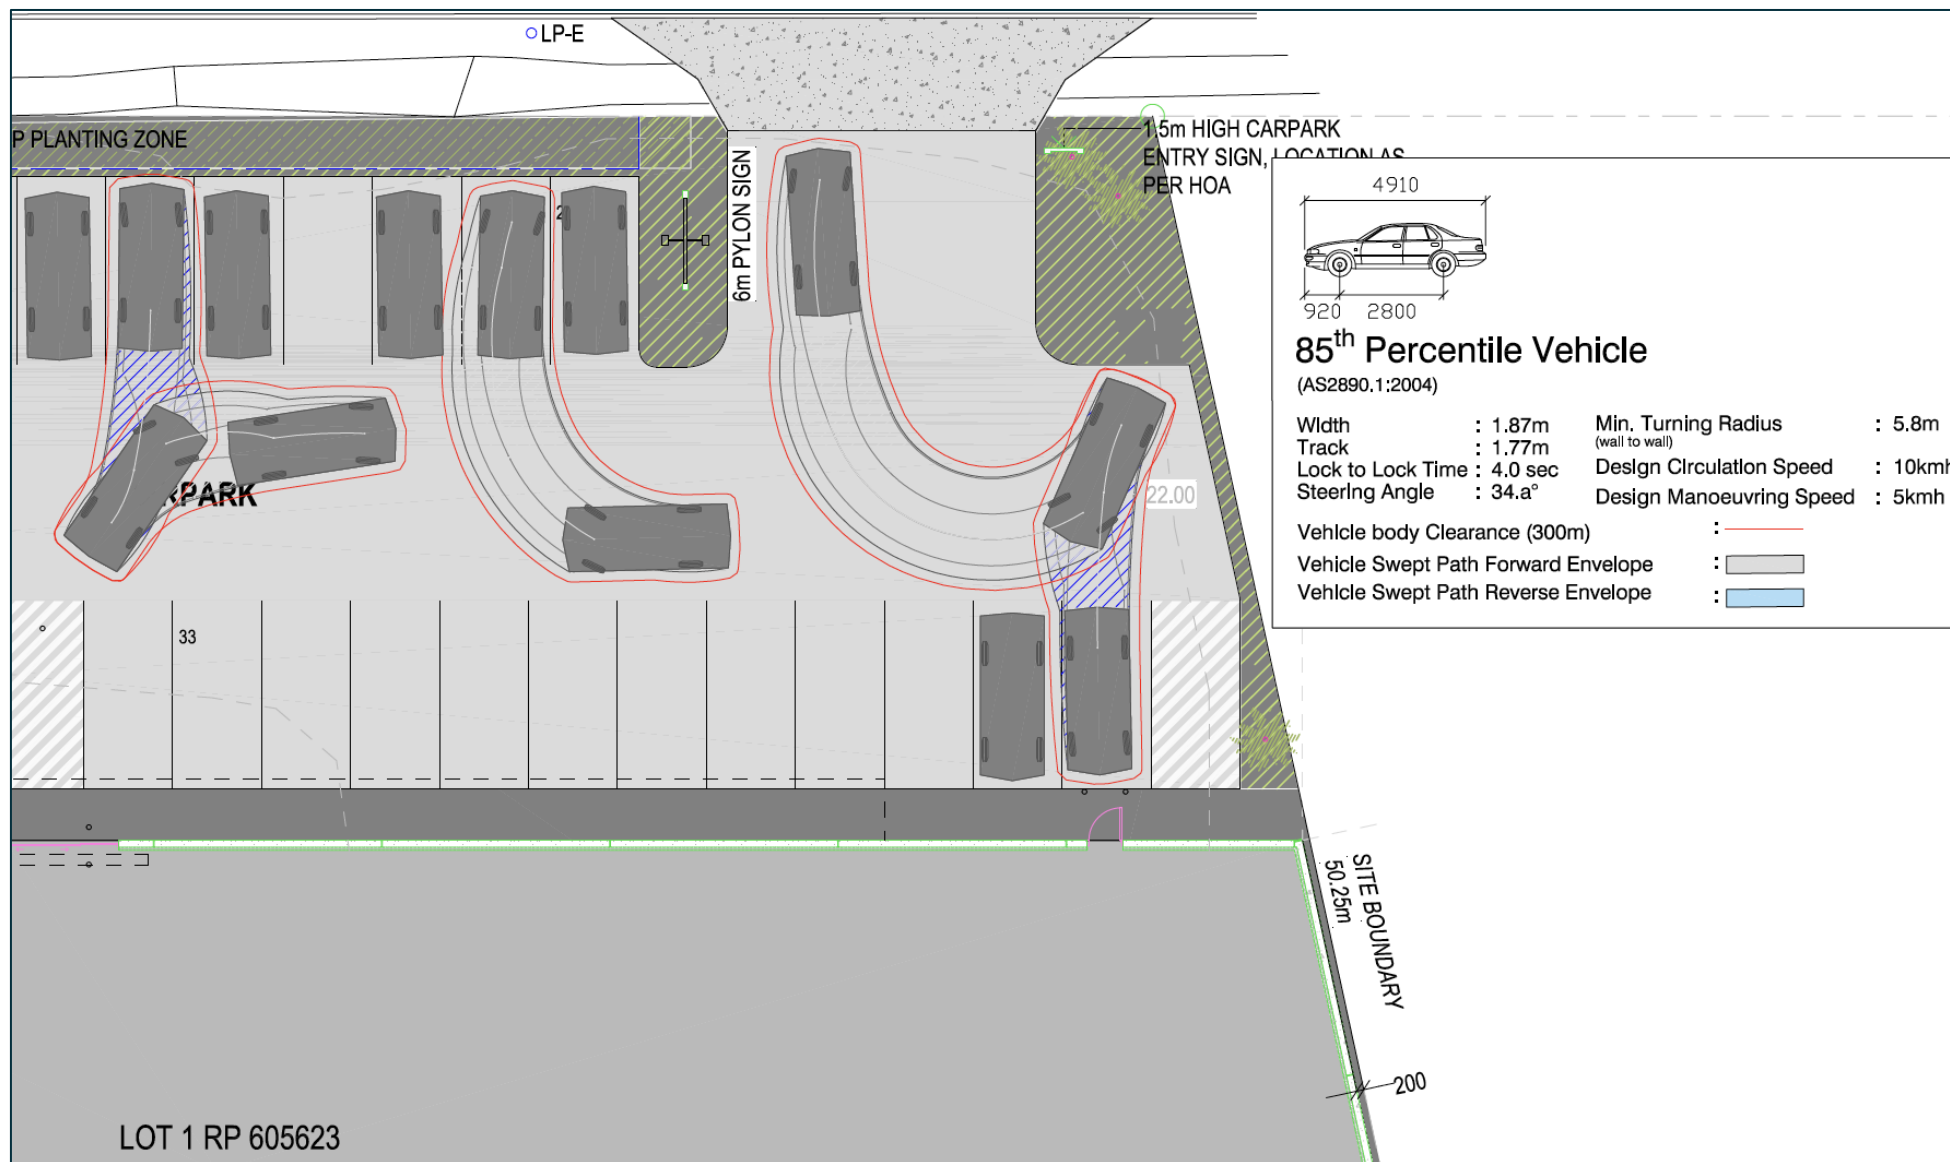 LP-E
P PLANTING ZONE
6m PYLON SIGN
1.5m HIGH CARPARK
ENTRY SIGN, LOCATION AS
PER HOA
4910
920 2800
85th Percentile Vehicle
(AS2890.1:2004)
Width : 1.87m
Track : 1.77m
Lock to Lock Time : 4.0 sec
Steering Angle : 34.a°
Min. Turning Radius : 5.8m
(wall to wall)
Design Circulation Speed : 10kmh
Design Manoeuvring Speed : 5kmh
Vehicle body Clearance (300m) :
Vehicle Swept Path Forward Envelope :
Vehicle Swept Path Reverse Envelope :
2
RPARK
22.00
33
SITE BOUNDARY
50.25m
200
LOT 1 RP 605623